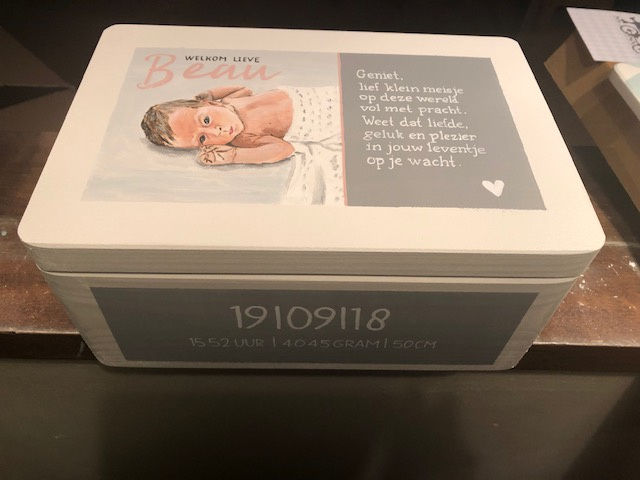 WELKOM LIEVE
Beau
Geniet,
lief klein meisje
op deze wereld
vol met pracht.
Weet dat liefde,
geluk en plezier
in jouw leventje
op je wacht.
19|09|18
15.52 UUR | 4045 GRAM | 50CM